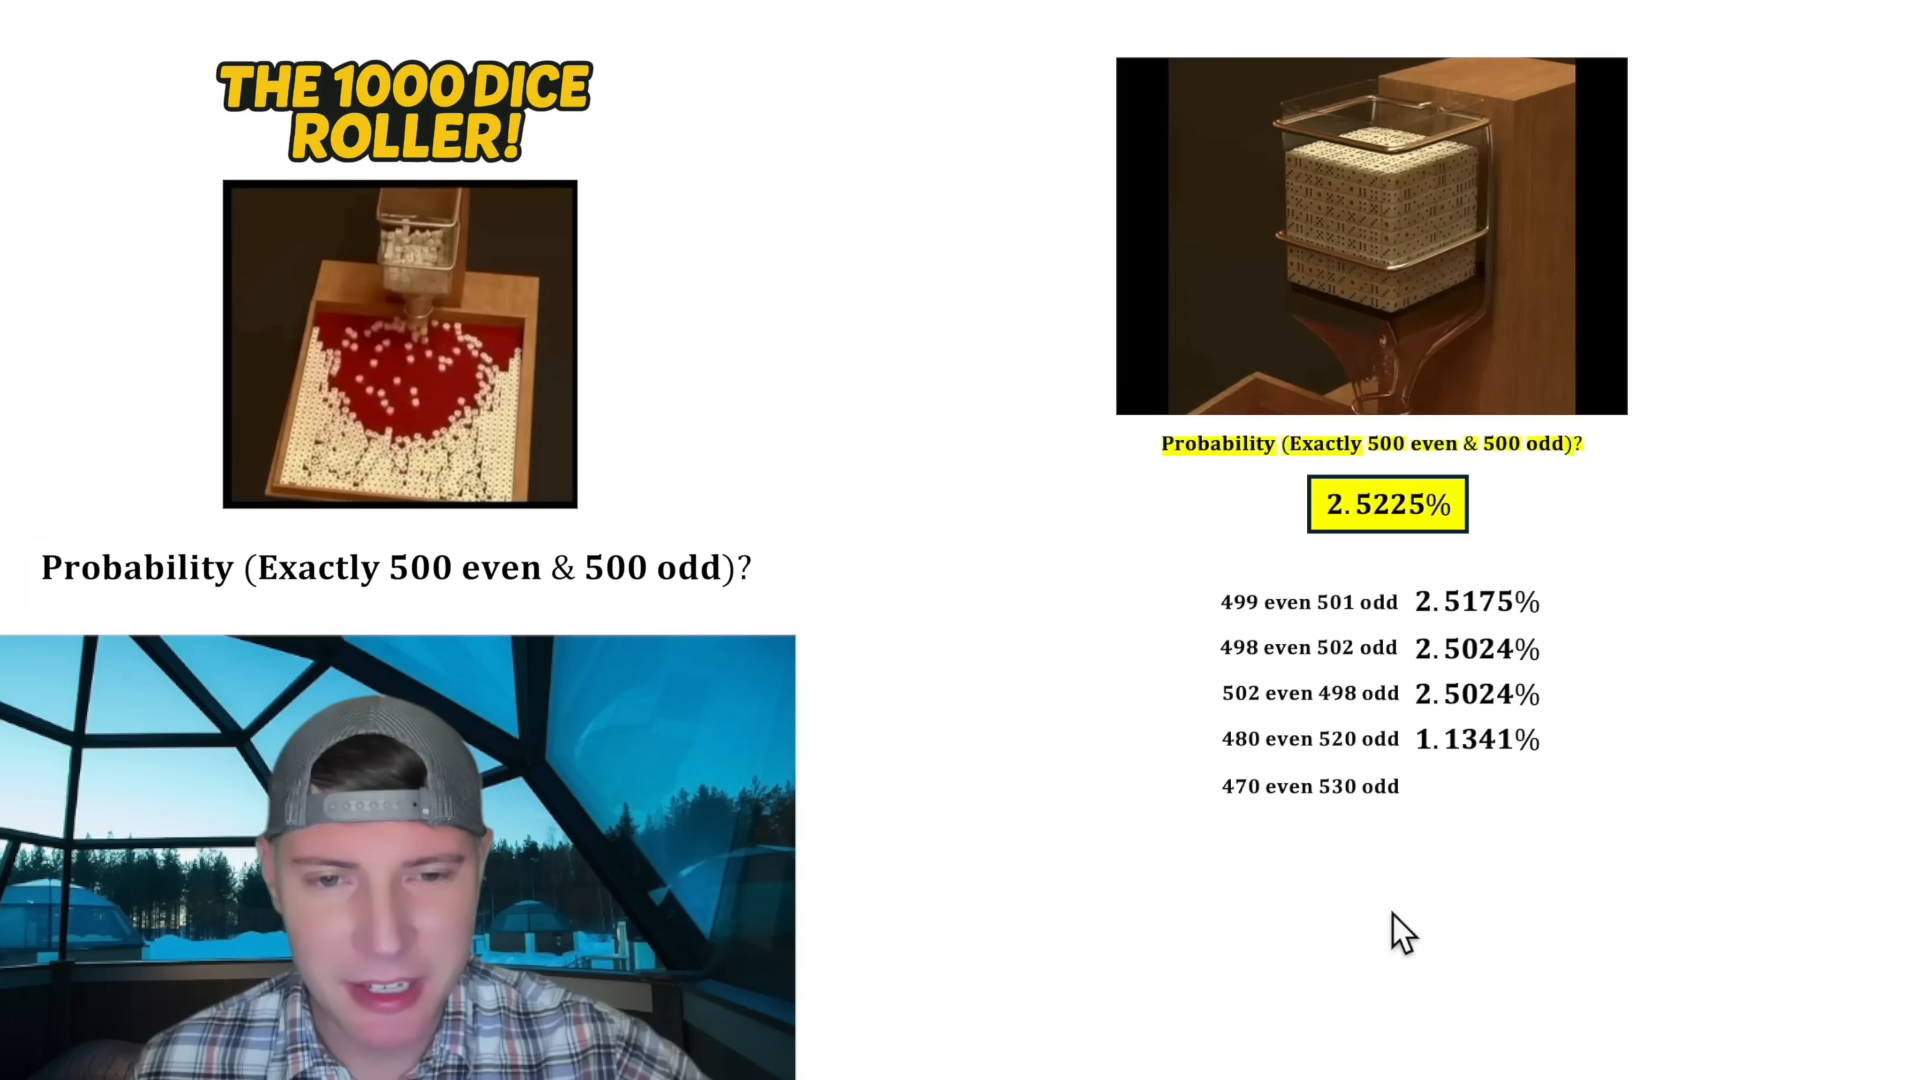 THE 1000 DICE
ROLLER!
Probability (Exactly 500 even & 500 odd)?
Probability (Exactly 500 even & 500 odd)?
2.5225%
499 even 501 odd 2.5175%
498 even 502 odd 2.5024%
502 even 498 odd 2.5024%
480 even 520 odd 1.1341%
470 even 530 odd